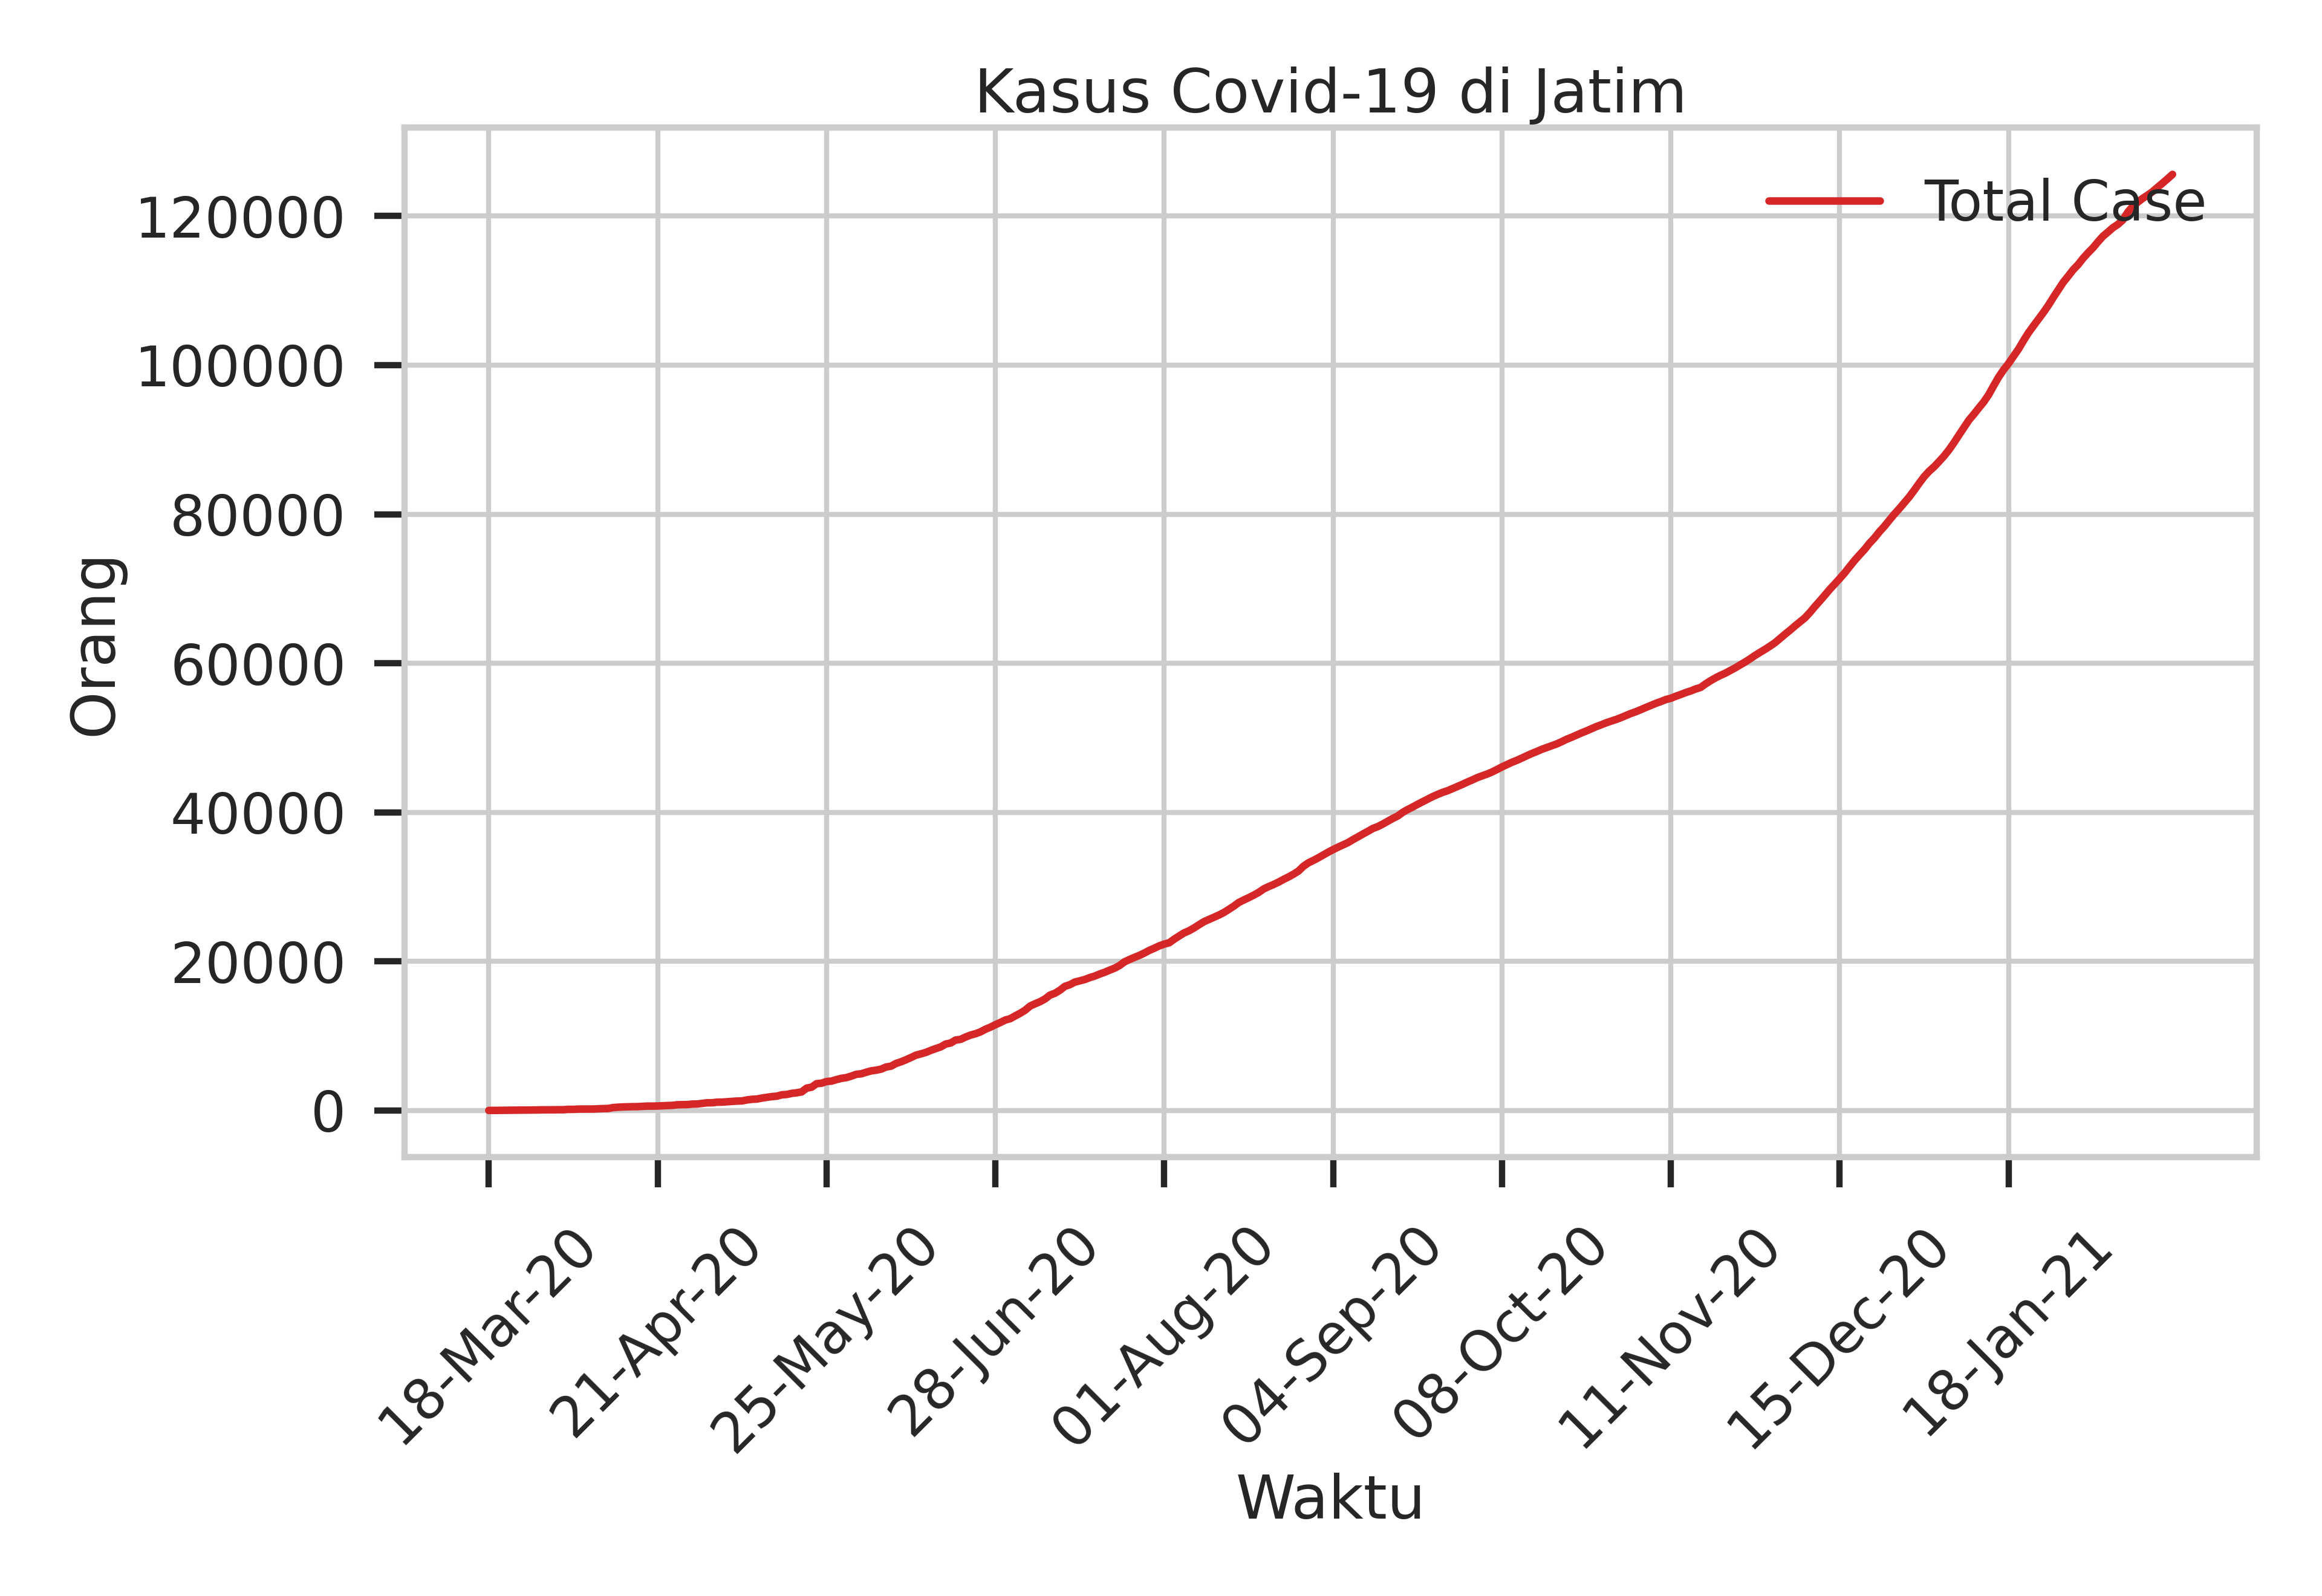 Kasus Covid-19 di Jatim
Total Case
120000
100000
80000
60000
40000
20000
0
Orang
18-Mar-20
21-Apr-20
25-May-20
28-Jun-20
01-Aug-20
04-Sep-20
08-Oct-20
11-Nov-20
15-Dec-20
18-Jan-21
Waktu